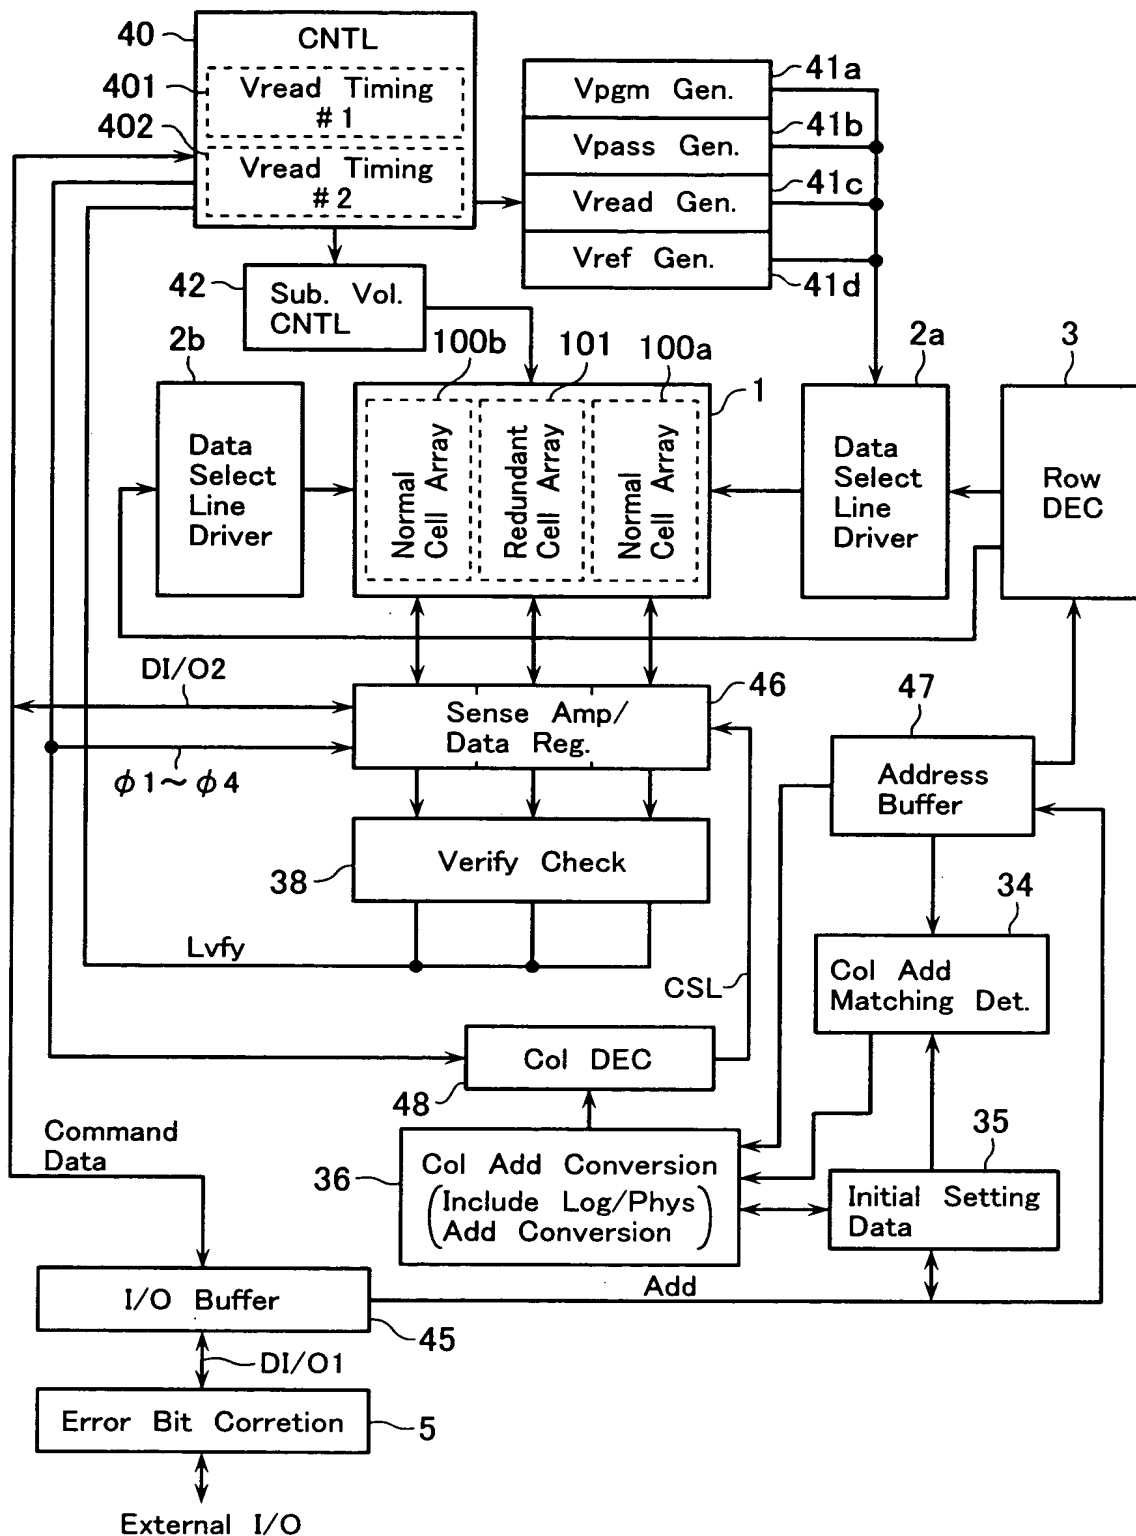 40
CNTL
401
Vread Timing
#1
402
Vread Timing
#2
Vpgm Gen.
41a
Vpass Gen.
41b
Vread Gen.
41c
Vref Gen.
41d
42
Sub. Vol.
CNTL
2b
100b
101
100a
1
2a
3
Data
Select
Line
Driver
Normal
Cell Array
Redundant
Cell Array
Normal
Cell Array
Data
Select
Line
Driver
Row
DEC
DI/O2
Sense Amp/
Data Reg.
46
47
ϕ1~ϕ4
Address
Buffer
Verify Check
38
34
Lvfy
CSL
Col Add
Matching Det.
Col DEC
48
Command
Data
35
36
Col Add Conversion
(Include Log/Phys
Add Conversion)
Initial Setting
Data
Add
I/O Buffer
45
DI/O1
Error Bit Corretion
5
External I/O